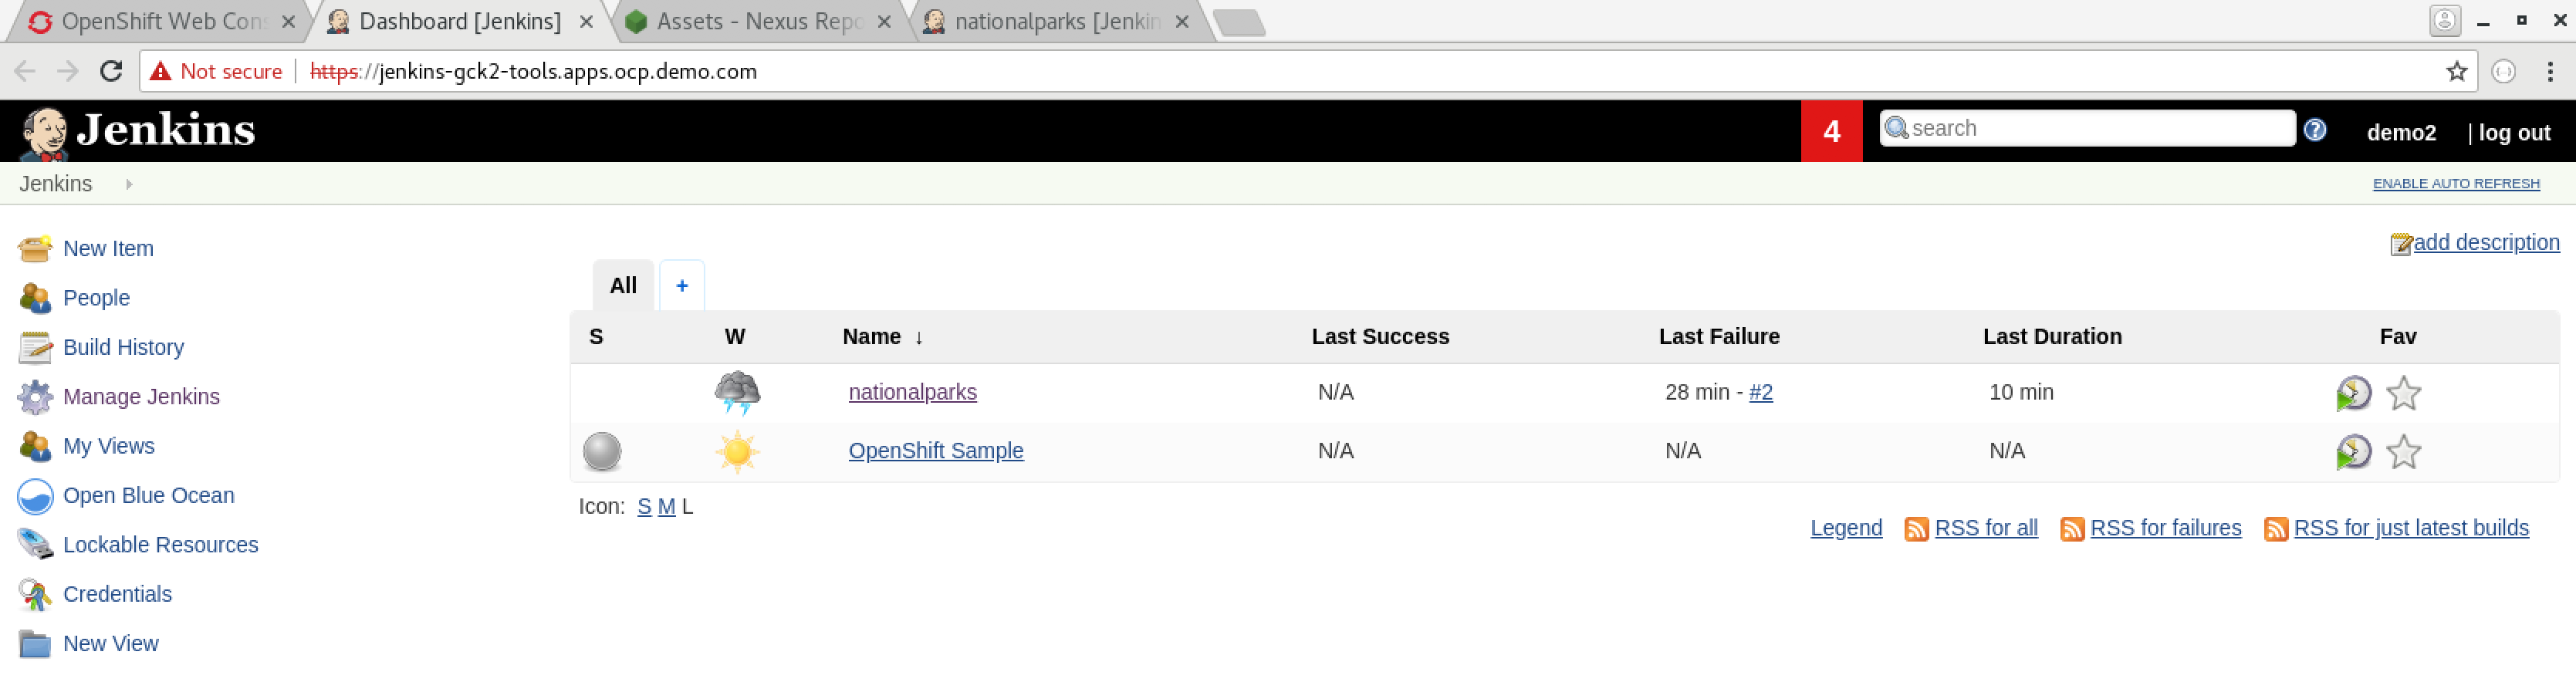 OpenShift Web Cons
Dashboard [Jenkins]
Assets - Nexus Repo
nationalparks [Jenkin
Not secure | https://jenkins-gck2-tools.apps.ocp.demo.com
Jenkins
4
search
demo2
| log out
Jenkins
ENABLE AUTO REFRESH
New Item
People
Build History
Manage Jenkins
My Views
Open Blue Ocean
Lockable Resources
Credentials
New View
add description
All
+
S W Name ↓ Last Success Last Failure Last Duration Fav
nationalparks N/A 28 min - #2 10 min
OpenShift Sample N/A N/A N/A
Icon: S M L
Legend RSS for all RSS for failures RSS for just latest builds